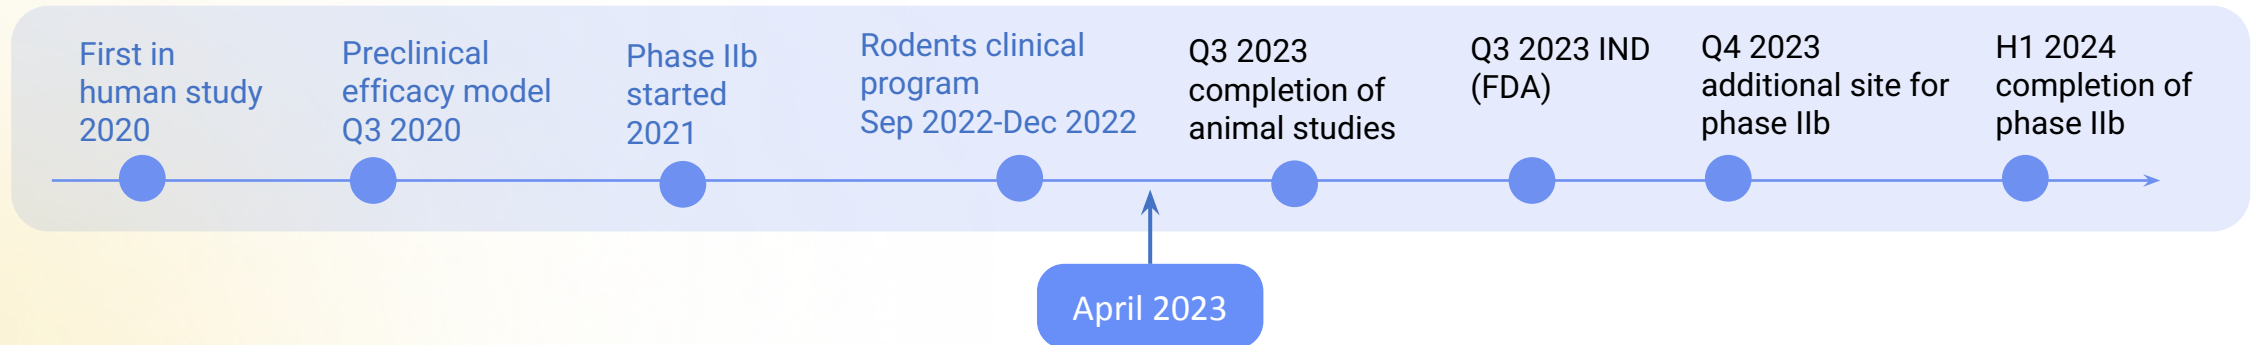 First in
human study
2020
Preclinical
efficacy model
Q3 2020
Phase IIb
started
2021
Rodents clinical
program
Sep 2022-Dec 2022
Q3 2023
completion of
animal studies
Q3 2023 IND
(FDA)
Q4 2023
additional site for
phase IIb
H1 2024
completion of
phase IIb
April 2023